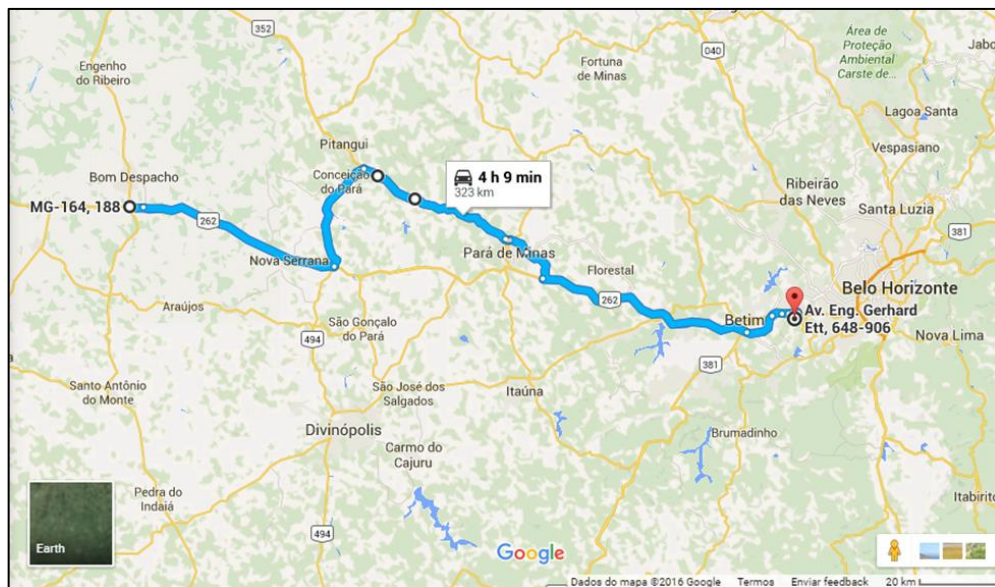 352
040
Jabo
Engenho
do Ribeiro
Fortuna
de Minas
Área de
Proteção
Ambiental
Carste de...
Lagoa Santa
Pitangui
Vespasiano
Bom Despacho
Conceição
do Pará
4 h 9 min
323 km
Ribeirão
das Neves
Santa Luzia
MG-164, 188
262
381
Nova Serrana
Pará de Minas
Florestal
262
Belo Horizonte
Araújos
494
São Gonçalo
do Pará
Betim
Av. Eng. Gerhard
Ett, 648-906
Nova Lima
381
Santo Antônio
do Monte
São José dos
Salgados
Itaúna
Divinópolis
Carmo do
Cajuru
Brumadinho
Pedra do
Indaiá
Itabirito
494
Earth
Google
Dados do mapa ©2016 Google Termos Enviar feedback 20 km